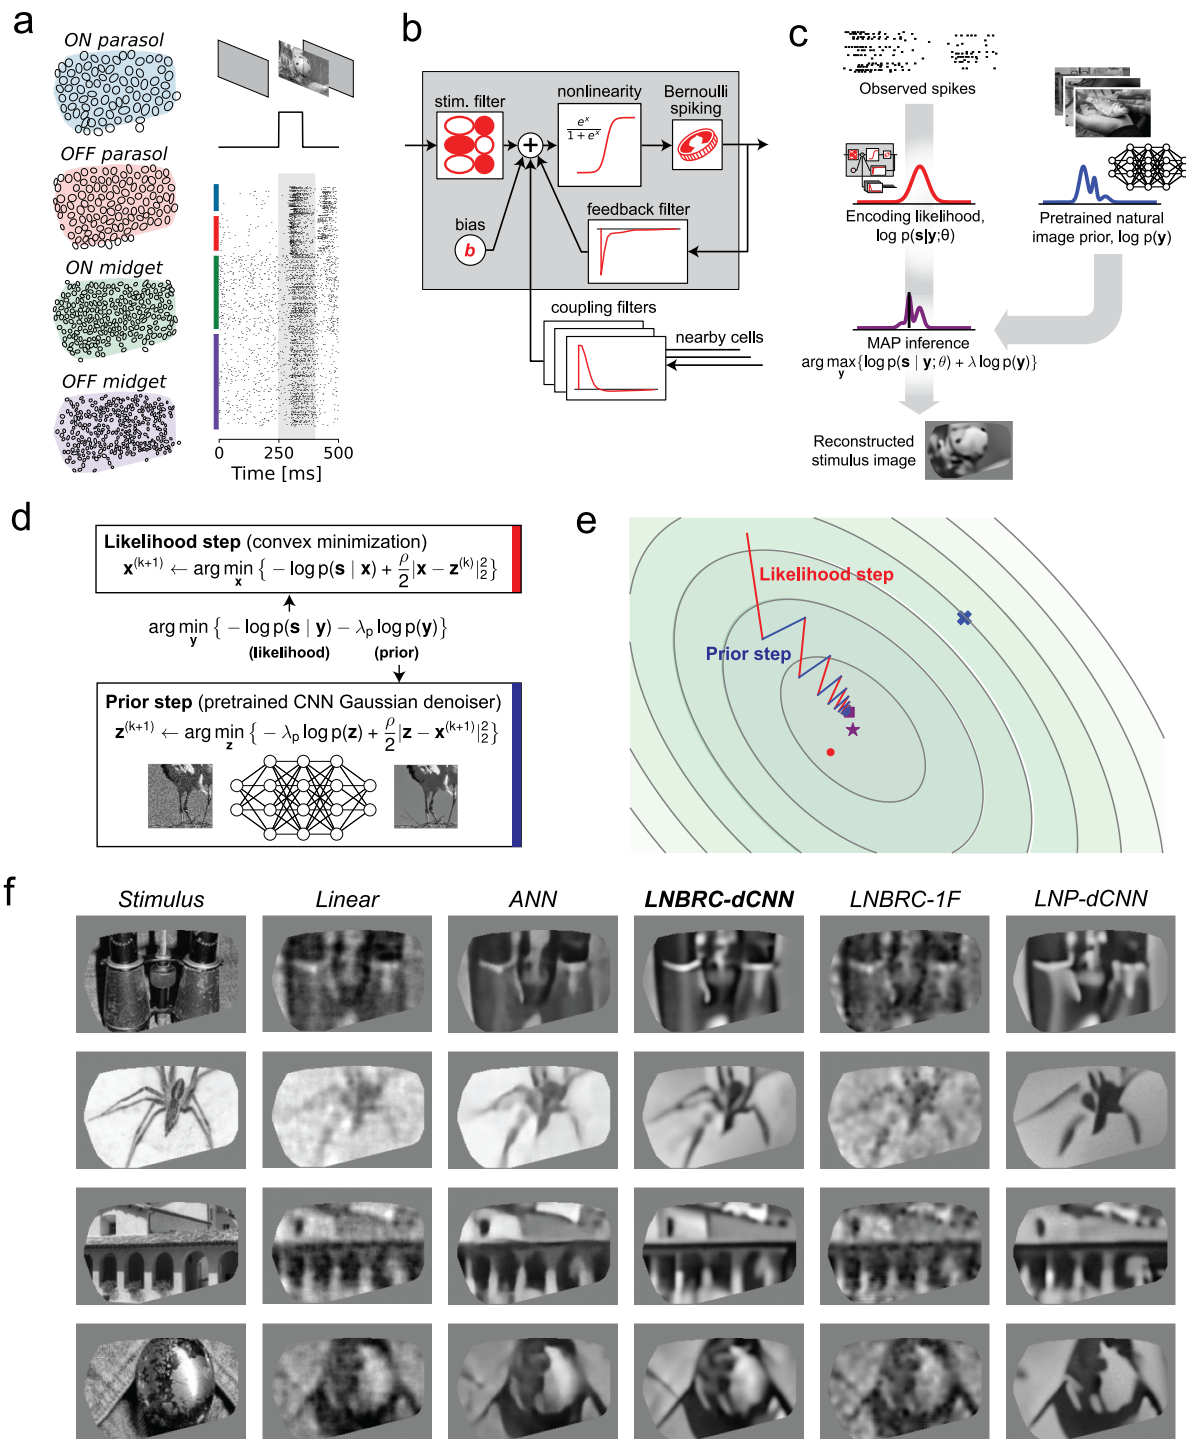 a
ON parasol
OFF parasol
ON midget
OFF midget
0 250 500
Time [ms]
b
stim. filter
nonlinearity
e^x
1 + e^x
Bernoulli
spiking
+
bias
b
feedback filter
coupling filters
nearby cells
c
Observed spikes
Encoding likelihood,
log p(s|y;θ)
Pretrained natural
image prior, log p(y)
MAP inference
arg max{log p(s | y; θ) + λ log p(y)}
y
Reconstructed
stimulus image
d
Likelihood step (convex minimization)
x^(k+1) ← arg min_x { − log p(s | x) + ρ/2 |x − z^(k)|_2^2}
arg min_y { − log p(s | y) − λ_p log p(y)}
(likelihood) (prior)
Prior step (pretrained CNN Gaussian denoiser)
z^(k+1) ← arg min_z { − λ_p log p(z) + ρ/2 |z − x^(k+1)|_2^2}
e
Likelihood step
Prior step
f
Stimulus Linear ANN LNBRC-dCNN LNBRC-1F LNP-dCNN